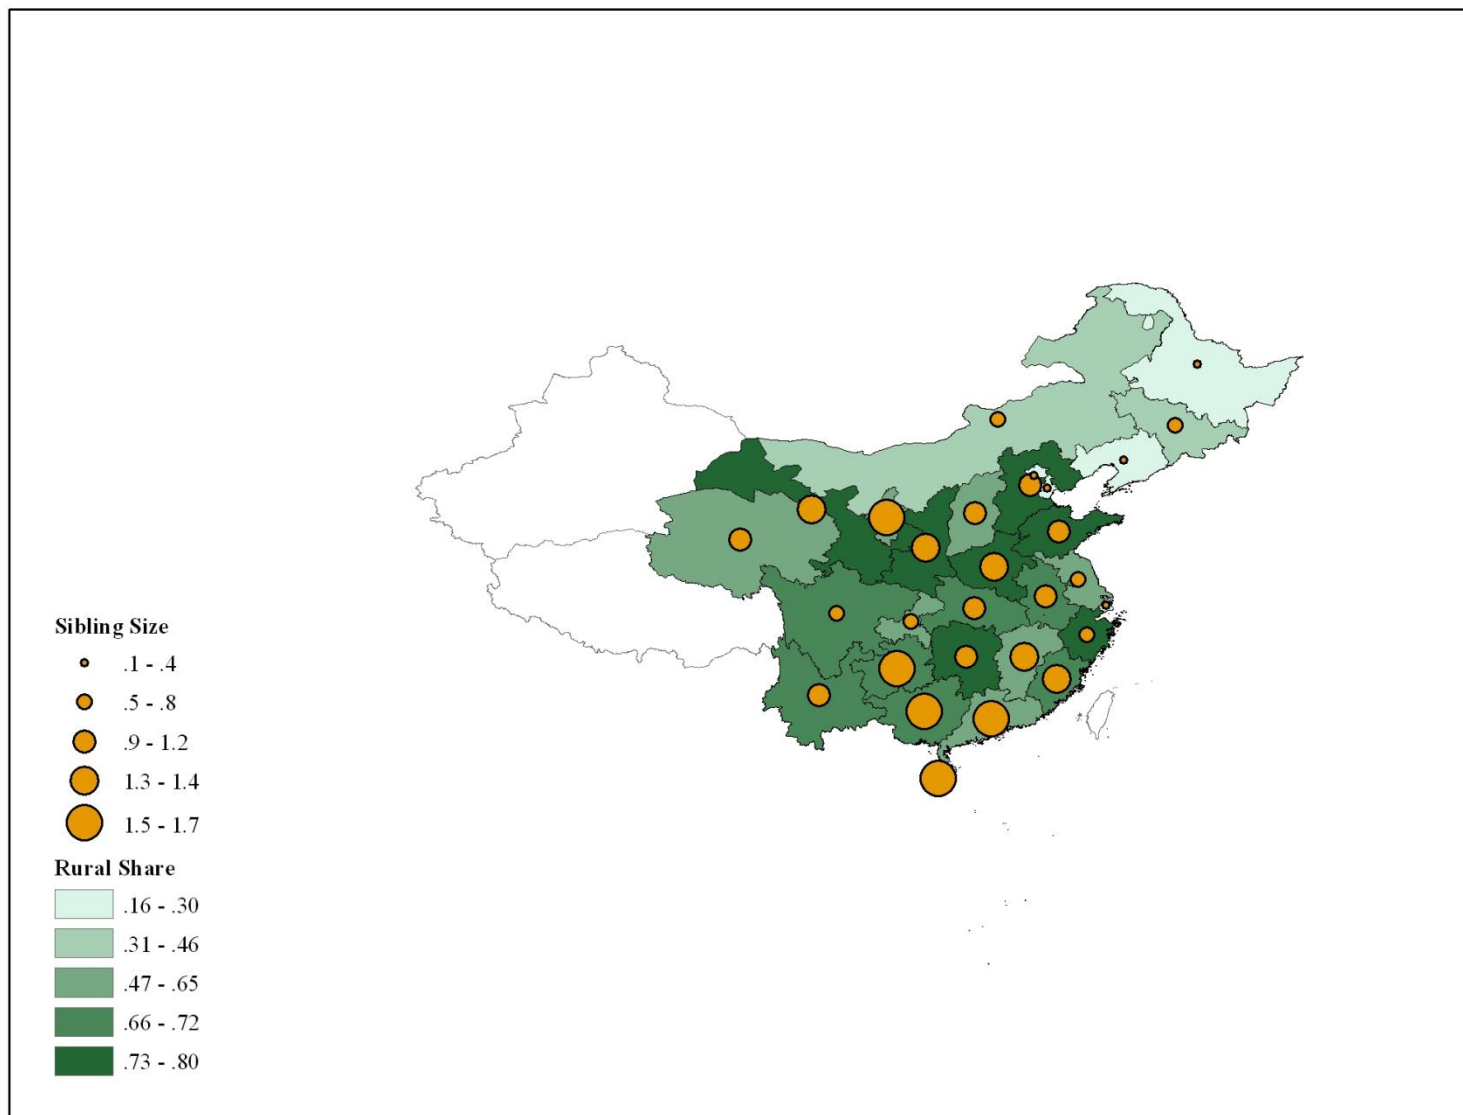 Sibling Size
.1 - .4
.5 - .8
.9 - 1.2
1.3 - 1.4
1.5 - 1.7
Rural Share
.16 - .30
.31 - .46
.47 - .65
.66 - .72
.73 - .80